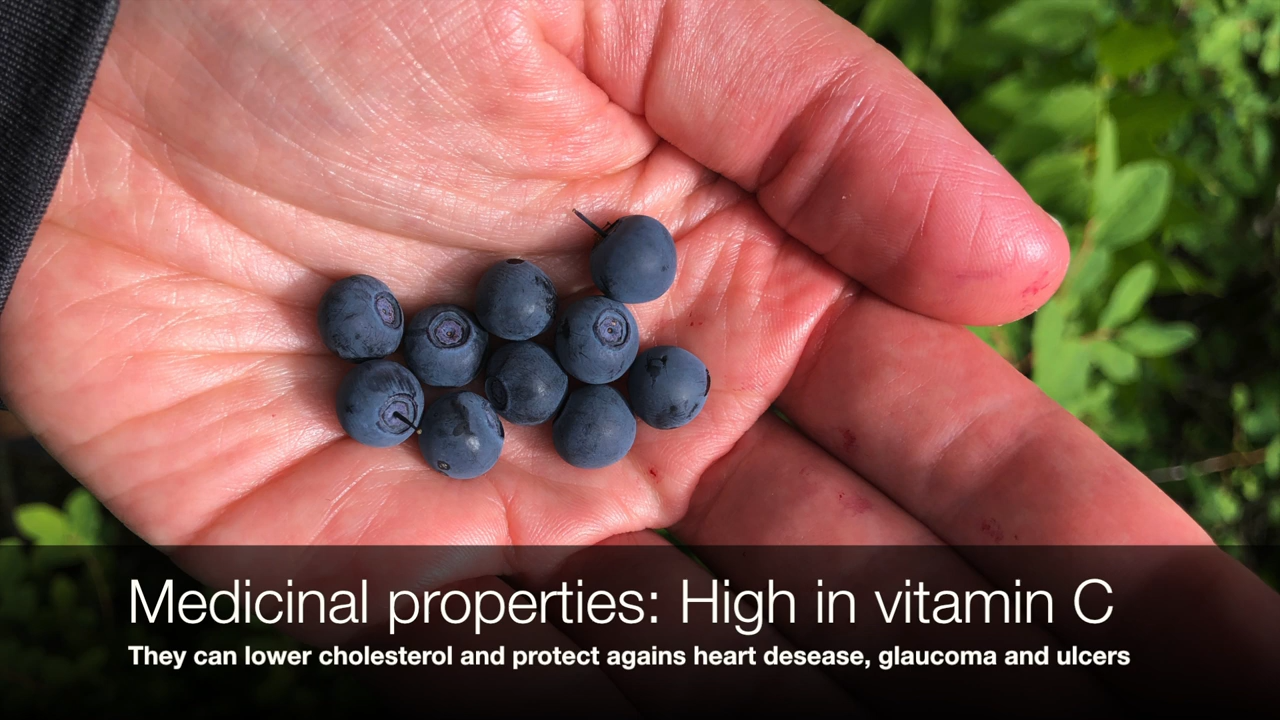 Medicinal properties: High in vitamin C
They can lower cholesterol and protect agains heart desease, glaucoma and ulcers